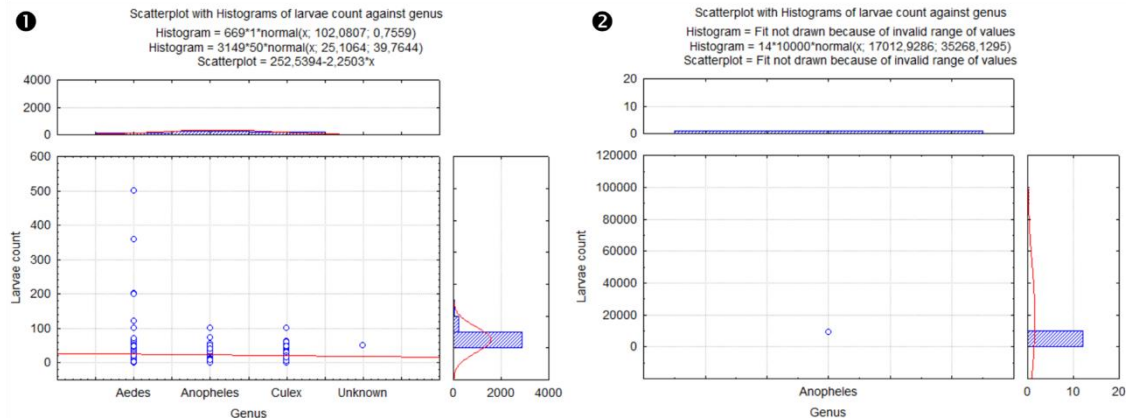 ❶
Scatterplot with Histograms of larvae count against genus
Histogram = 669*1*normal(x; 102,0807; 0,7559)
Histogram = 3149*50*normal(x; 25,1064; 39,7644)
Scatterplot = 252,5394-2,2503*x
4000
2000
0
600
500
400
300
200
100
0
Larvae count
Aedes Anopheles Culex Unknown
Genus
0 2000 4000
❷
Scatterplot with Histograms of larvae count against genus
Histogram = Fit not drawn because of invalid range of values
Histogram = 14*10000*normal(x; 17012,9286; 35268,1295)
Scatterplot = Fit not drawn because of invalid range of values
20
10
0
120000
100000
80000
60000
40000
20000
0
Larvae count
Anopheles
Genus
0 10 12 20